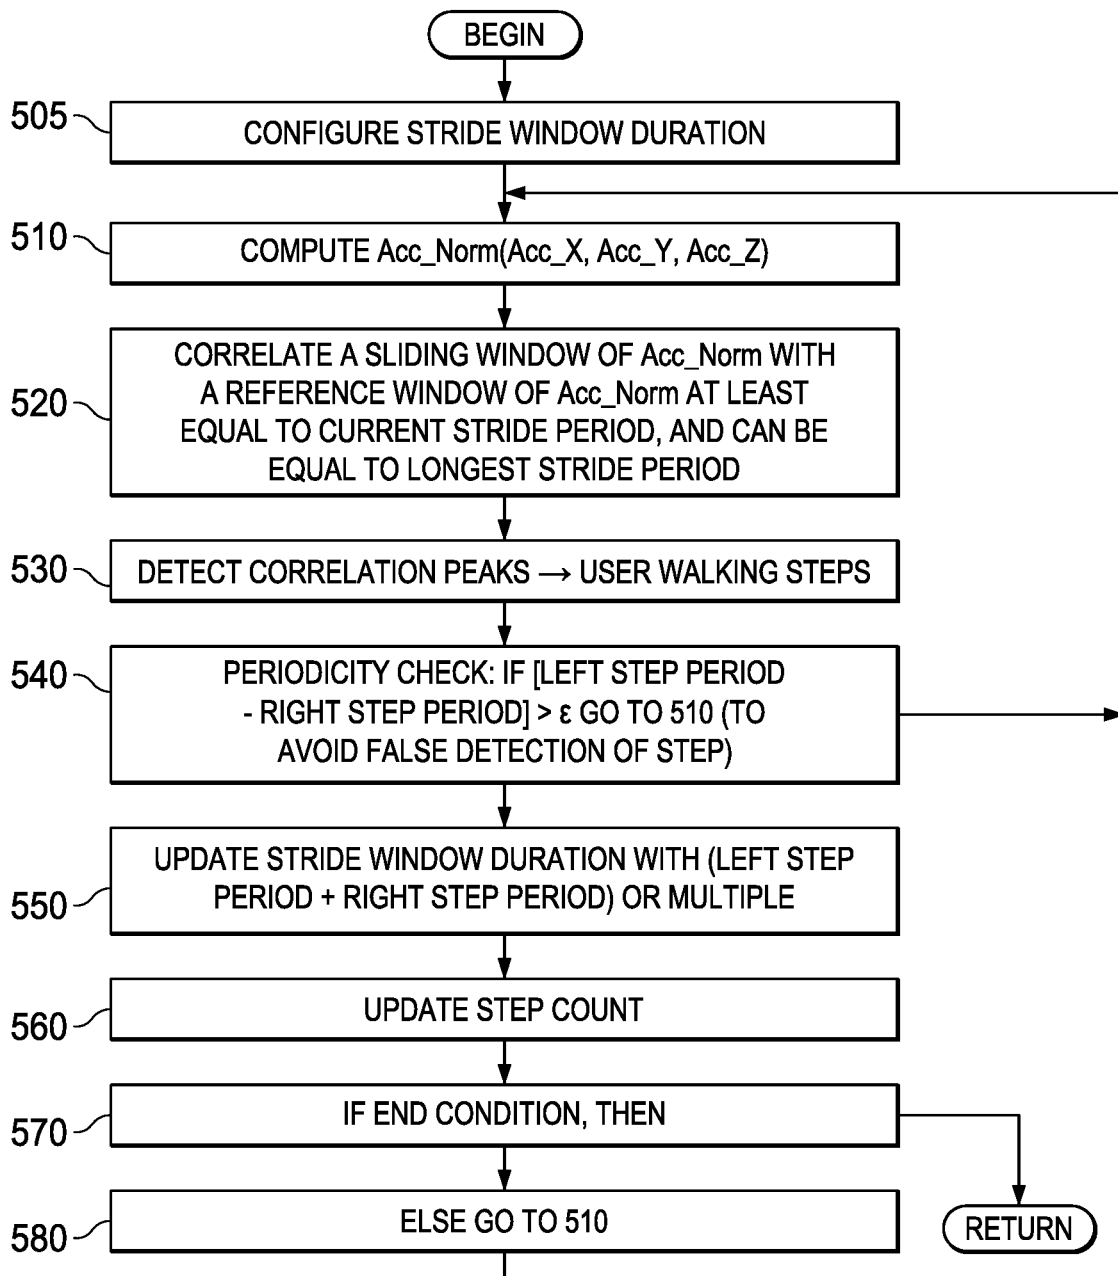 BEGIN
505
CONFIGURE STRIDE WINDOW DURATION
510
COMPUTE Acc_Norm(Acc_X, Acc_Y, Acc_Z)
520
CORRELATE A SLIDING WINDOW OF Acc_Norm WITH
A REFERENCE WINDOW OF Acc_Norm AT LEAST
EQUAL TO CURRENT STRIDE PERIOD, AND CAN BE
EQUAL TO LONGEST STRIDE PERIOD
530
DETECT CORRELATION PEAKS → USER WALKING STEPS
540
PERIODICITY CHECK: IF [LEFT STEP PERIOD
- RIGHT STEP PERIOD] > ε GO TO 510 (TO
AVOID FALSE DETECTION OF STEP)
550
UPDATE STRIDE WINDOW DURATION WITH (LEFT STEP
PERIOD + RIGHT STEP PERIOD) OR MULTIPLE
560
UPDATE STEP COUNT
570
IF END CONDITION, THEN
580
ELSE GO TO 510
RETURN